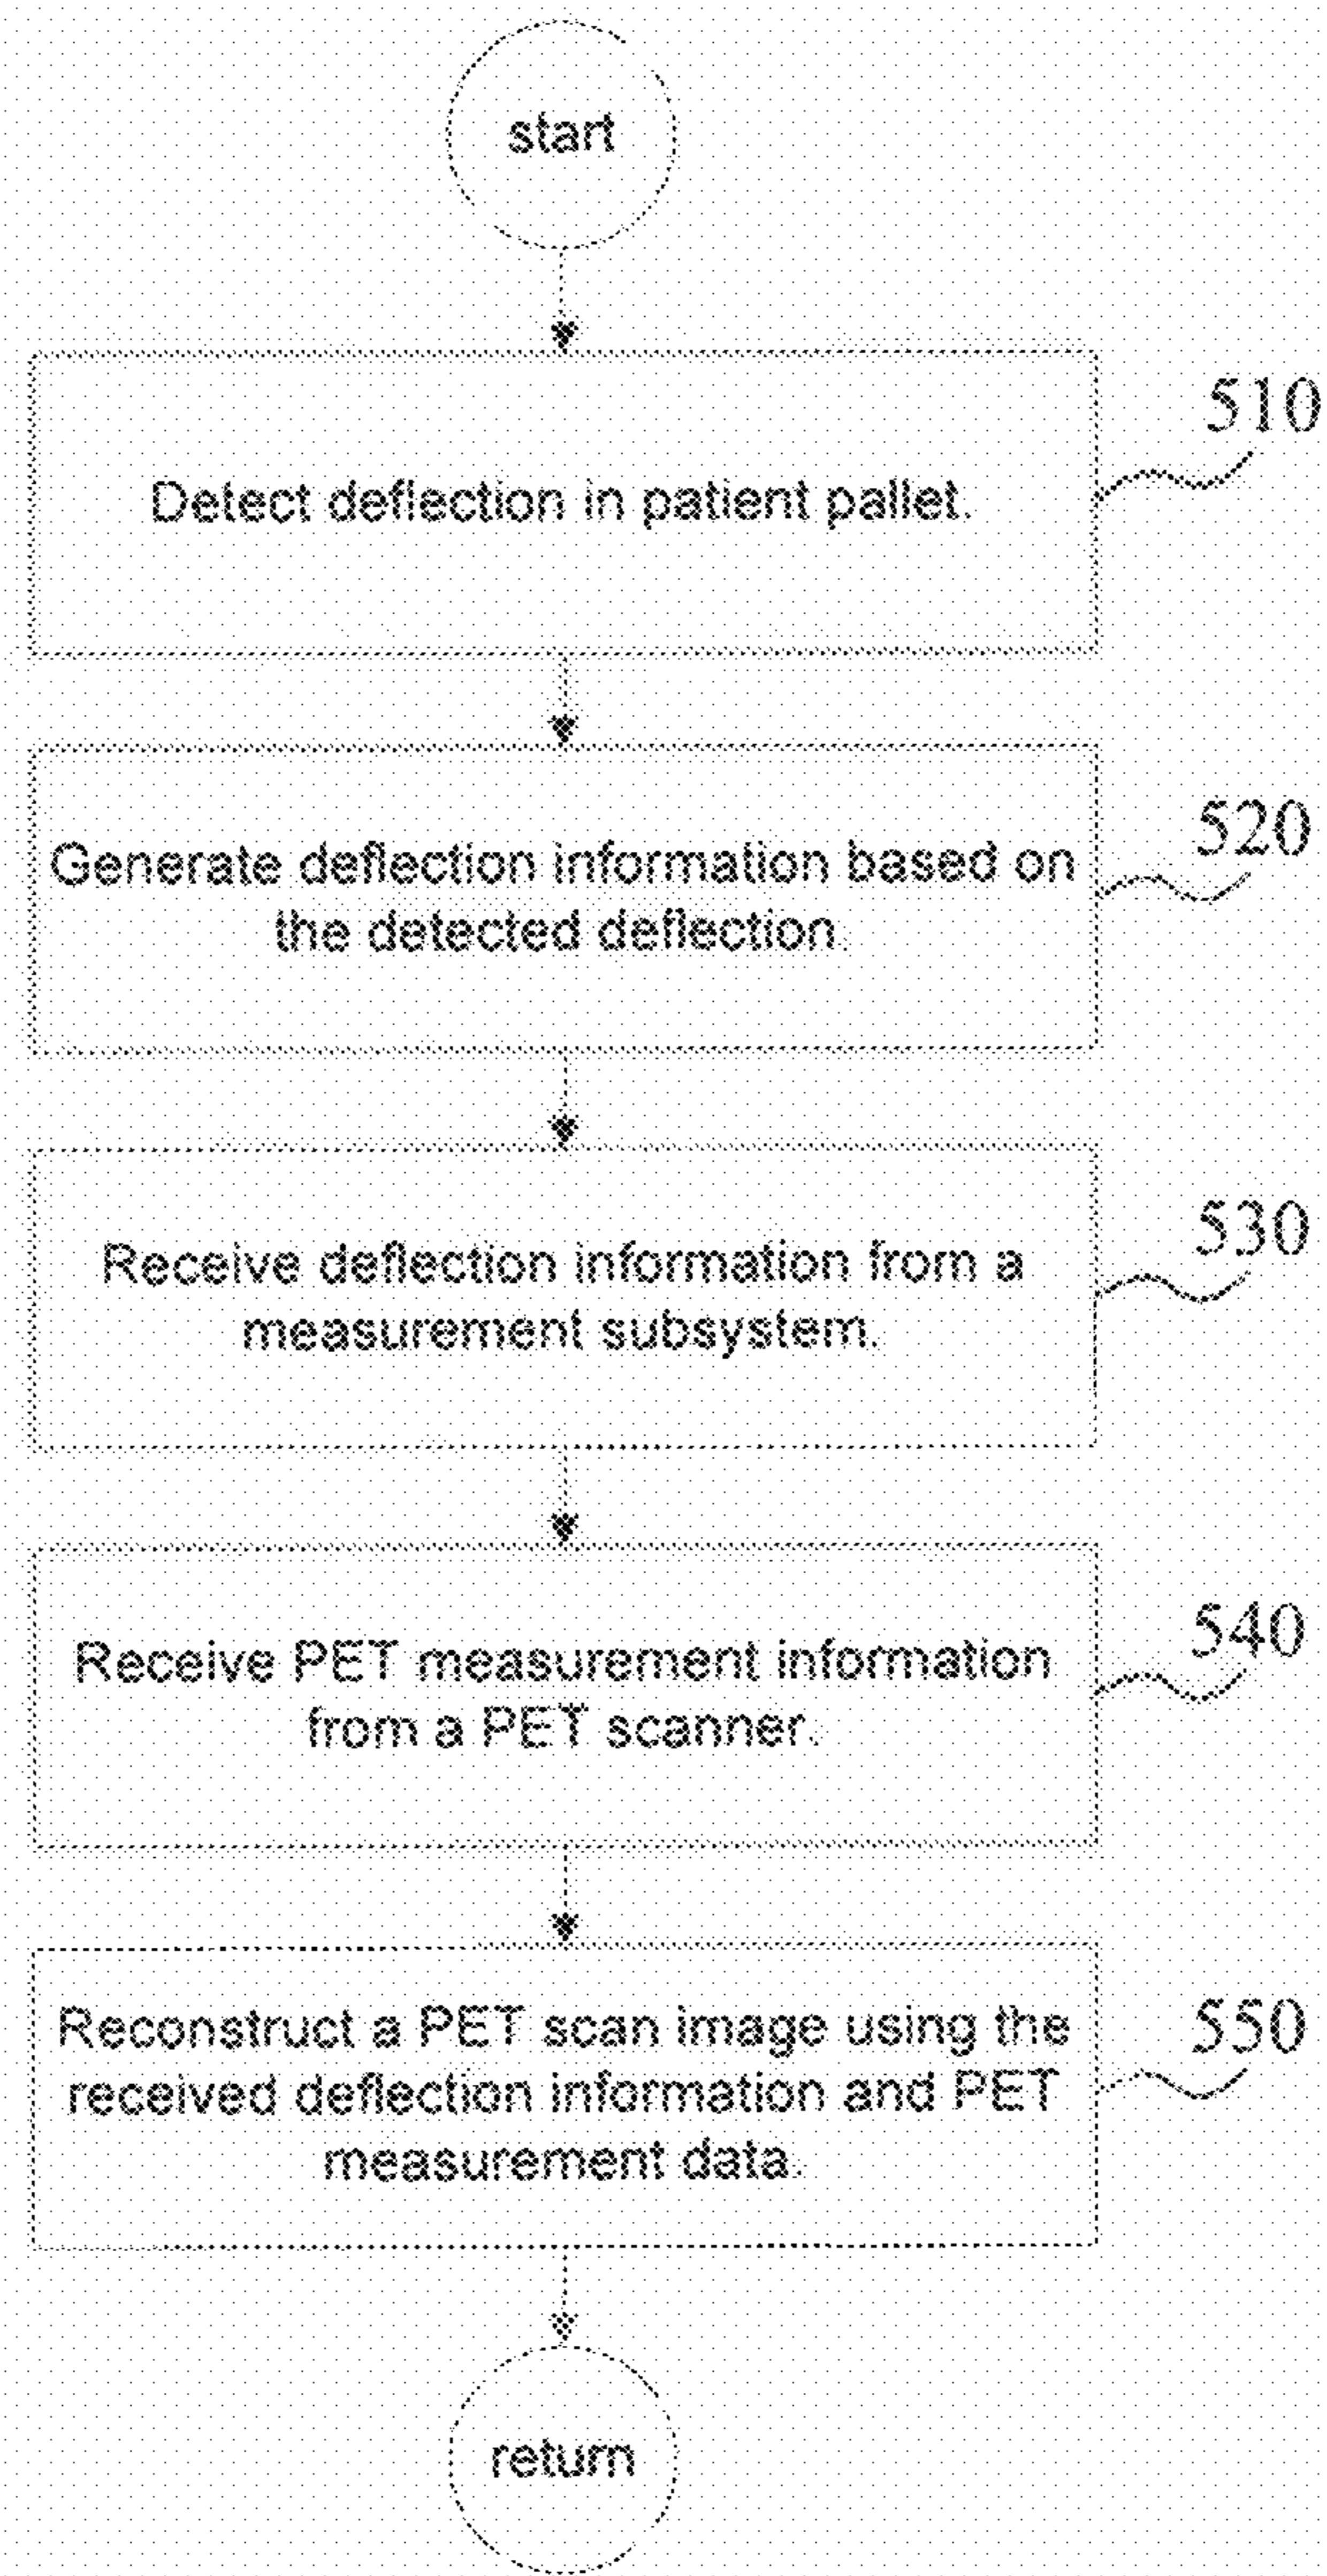 start
Detect deflection in patient pallet.
510
Generate deflection information based on
the detected deflection.
520
Receive deflection information from a
measurement subsystem.
530
Receive PET measurement information
from a PET scanner.
540
Reconstruct a PET scan image using the
received deflection information and PET
measurement data.
550
return